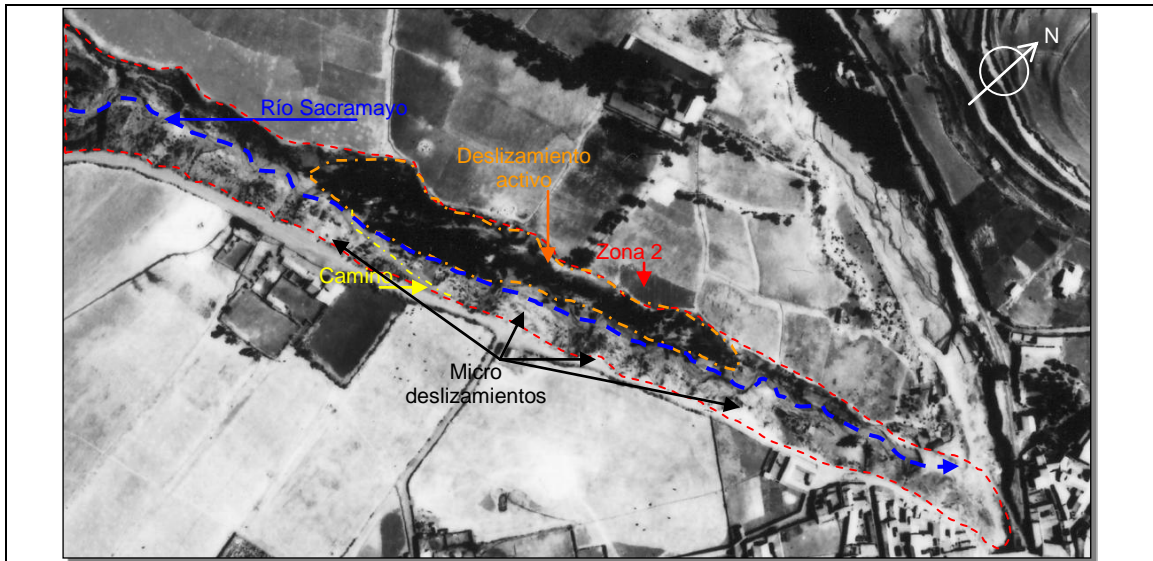 N
Río Sacramayo
Deslizamiento
activo
Zona 2
Camino
Micro
deslizamientos